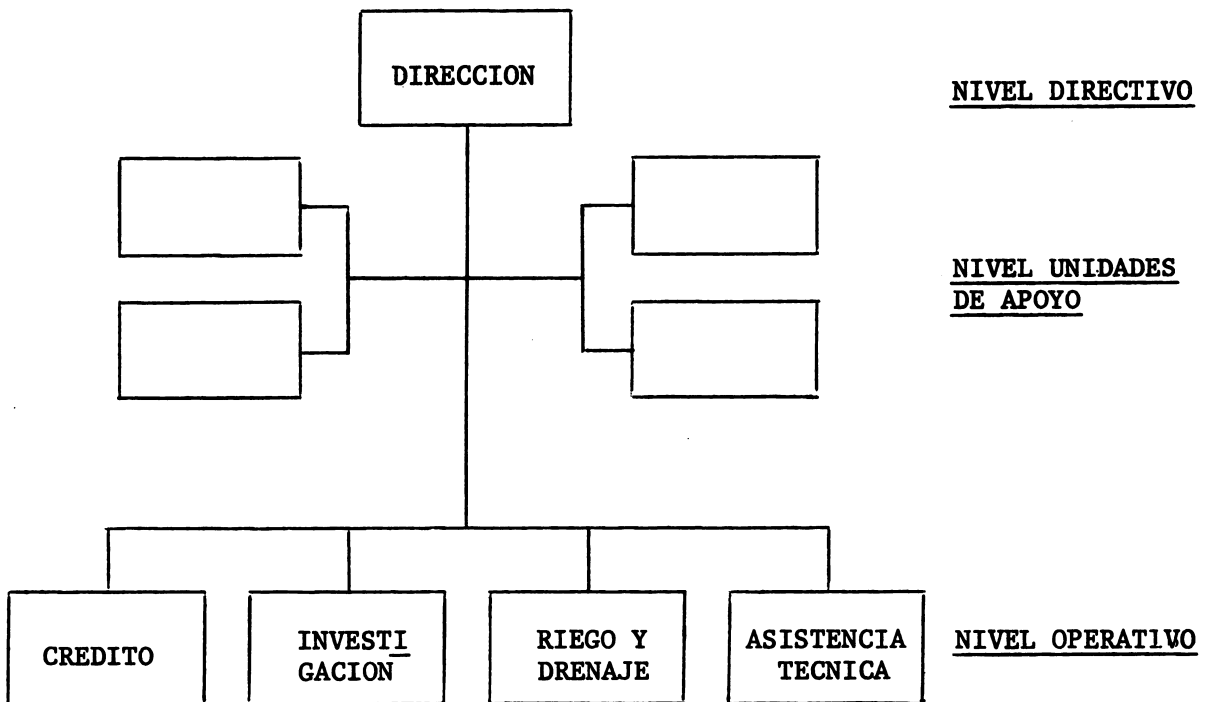 DIRECCION
NIVEL DIRECTIVO
NIVEL UNIDADES
DE APOYO
CREDITO
INVESTI
GACION
RIEGO Y
DRENAJE
ASISTENCIA
TECNICA
NIVEL OPERATIVO